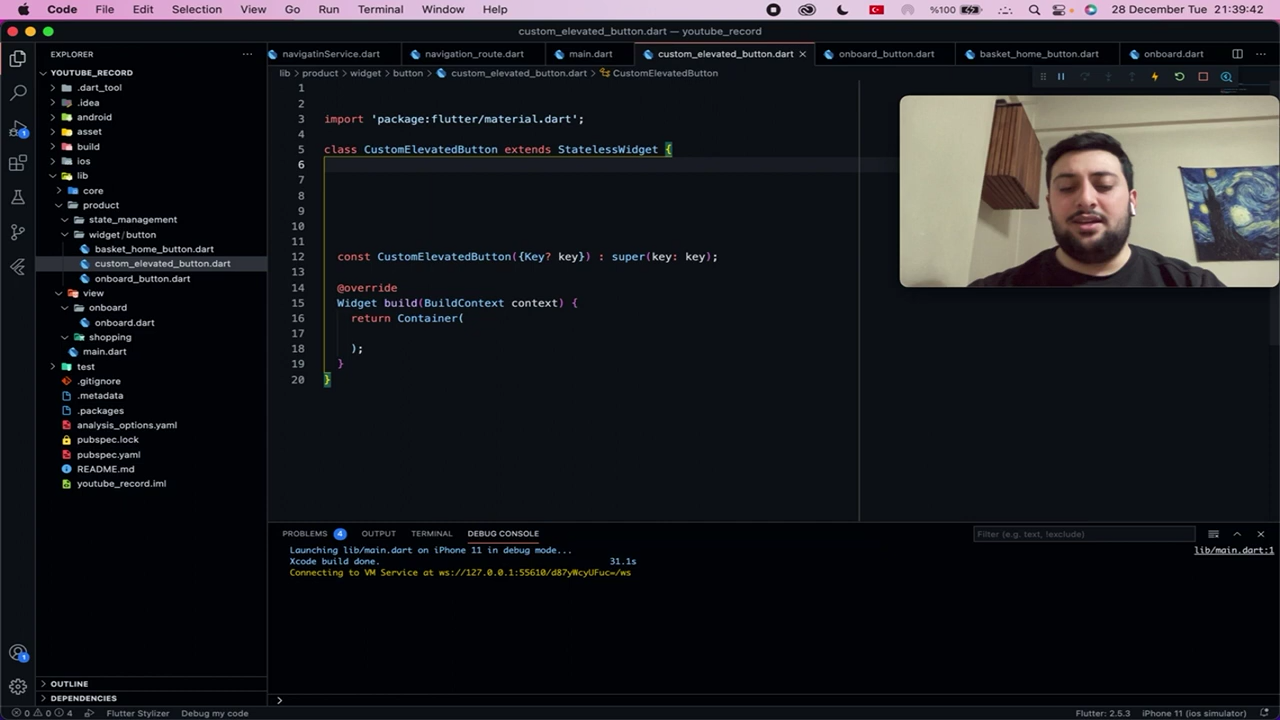 Code File Edit Selection View Go Run Terminal Window Help %100 28 December Tue 21:39:42
custom_elevated_button.dart — youtube_record
EXPLORER
navigatinService.dart navigation_route.dart main.dart custom_elevated_button.dart onboard_button.dart basket_home_button.dart onboard.dart
lib > product > widget > button > custom_elevated_button.dart > CustomElevatedButton
YOUTUBE_RECORD
.dart_tool
.idea
android
asset
build
ios
lib
core
product
state_management
widget/button
basket_home_button.dart
custom_elevated_button.dart
onboard_button.dart
view
onboard
onboard.dart
shopping
main.dart
test
.gitignore
.metadata
.packages
analysis_options.yaml
pubspec.lock
pubspec.yaml
README.md
youtube_record.iml
OUTLINE
DEPENDENCIES
1
2
3 import 'package:flutter/material.dart';
4
5 class CustomElevatedButton extends StatelessWidget {
6
7
8
9
10
11
12 const CustomElevatedButton({Key? key}) : super(key: key);
13
14 @override
15 Widget build(BuildContext context) {
16 return Container(
17
18 );
19 }
20 }
PROBLEMS 4 OUTPUT TERMINAL DEBUG CONSOLE Filter (e.g. text, !exclude)
Launching lib/main.dart on iPhone 11 in debug mode... lib/main.dart:1
Xcode build done. 31.1s
Connecting to VM Service at ws://127.0.0.1:55610/d87yWcyUFuc=/ws
0 0 4 Flutter Stylizer Debug my code Flutter: 2.5.3 iPhone 11 (ios simulator)